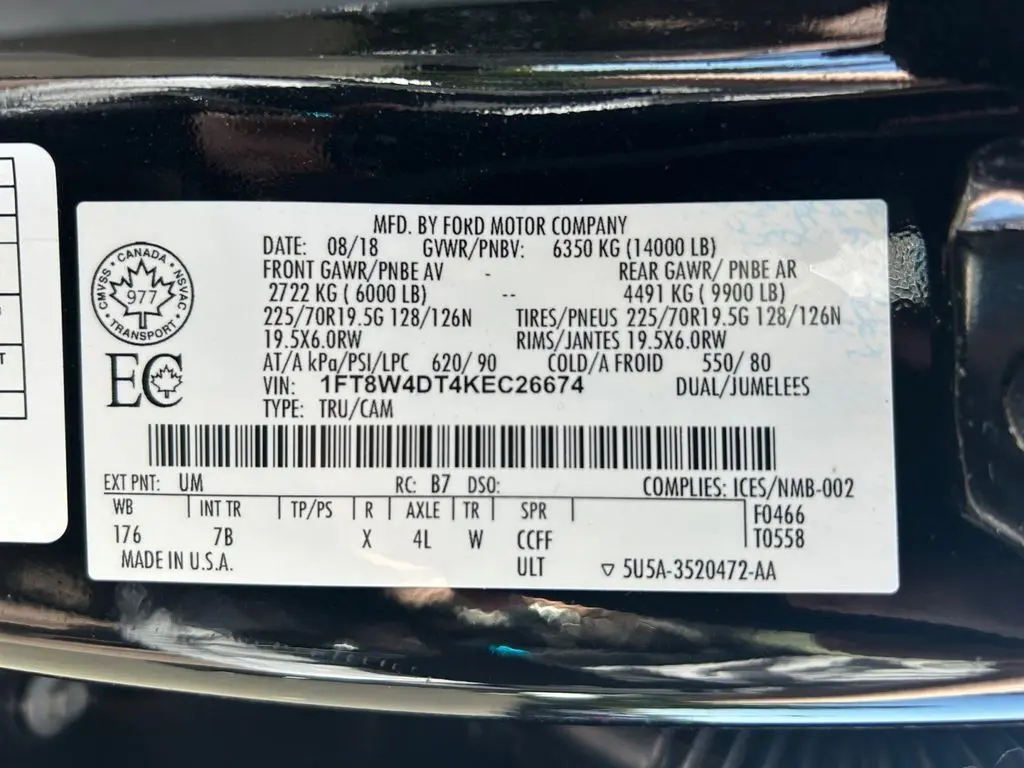 MFD. BY FORD MOTOR COMPANY
DATE: 08/18 GVWR/PNBV: 6350 KG (14000 LB)
FRONT GAWR/PNBE AV - REAR GAWR/ PNBE AR
2722 KG ( 6000 LB) -- 4491 KG ( 9900 LB)
225/70R19.5G 128/126N TIRES/PNEUS 225/70R19.5G 128/126N
19.5X6.0RW RIMS/JANTES 19.5X6.0RW
AT/A kPa/PSI/LPC 620/ 90 COLD/A FROID 550/ 80
VIN: 1FT8W4DT4KEC26674 DUAL/JUMELEES
TYPE: TRU/CAM
CANADA
CMVSS NSVAC
977
TRANSPORT
EC
EXT PNT: UM RC: B7 DSO: COMPLIES: ICES/NMB-002
WB INT TR TP/PS R AXLE TR SPR F0466
176 7B X 4L W CCFF T0558
MADE IN U.S.A. ULT ▽ 5U5A-3520472-AA